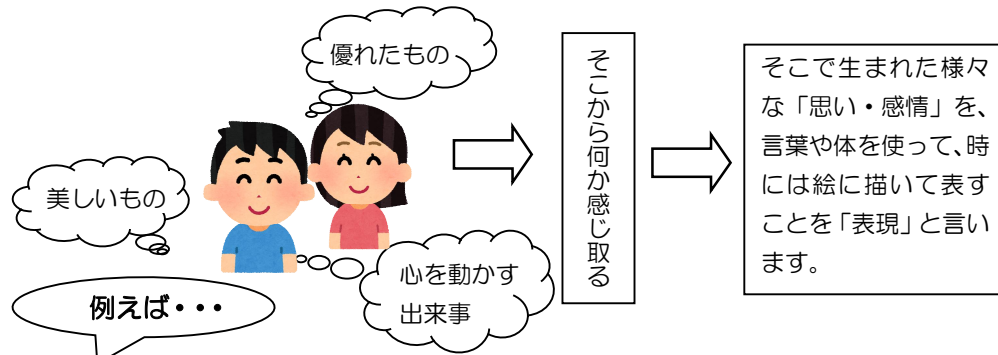 優れたもの
美しいもの
心を動かす
出来事
例えば・・・
そこから何か感じ取る
そこで生まれた様々
な「思い・感情」を、
言葉や体を使って、時
には絵に描いて表す
ことを「表現」と言い
ます。